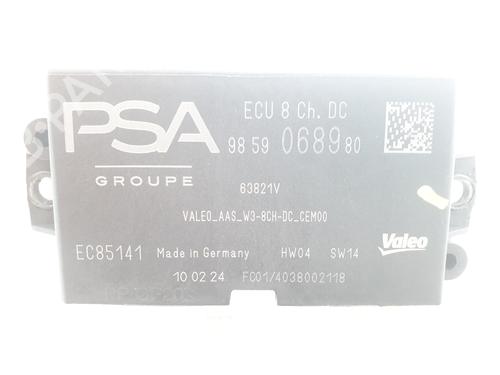 PSA
GROUPE
ECU 8 Ch. DC
98 59 0689 80
63821V
VALEO_AAS_W3-8CH-DC_CEM00
EC85141 Made in Germany HW04 SW14
Valeo
10 02 24 FC01/4038002118